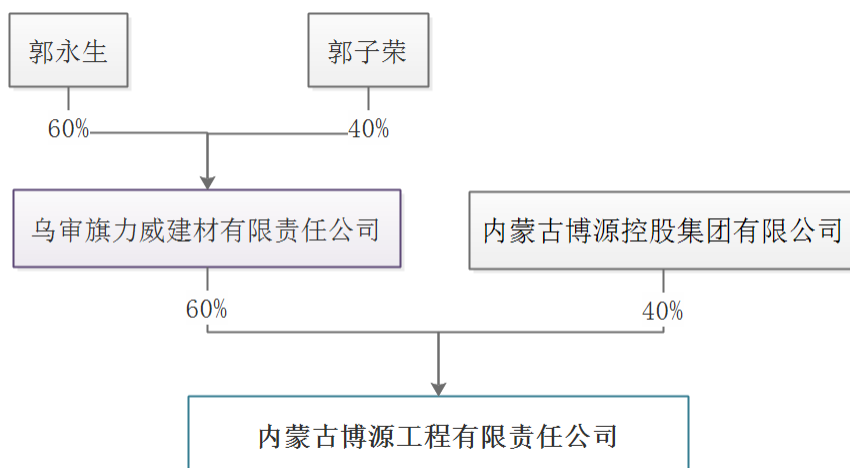 郭永生
郭子荣
60%
40%
乌审旗力威建材有限责任公司
内蒙古博源控股集团有限公司
60%
40%
内蒙古博源工程有限责任公司